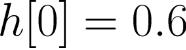 h[0] = 0.6